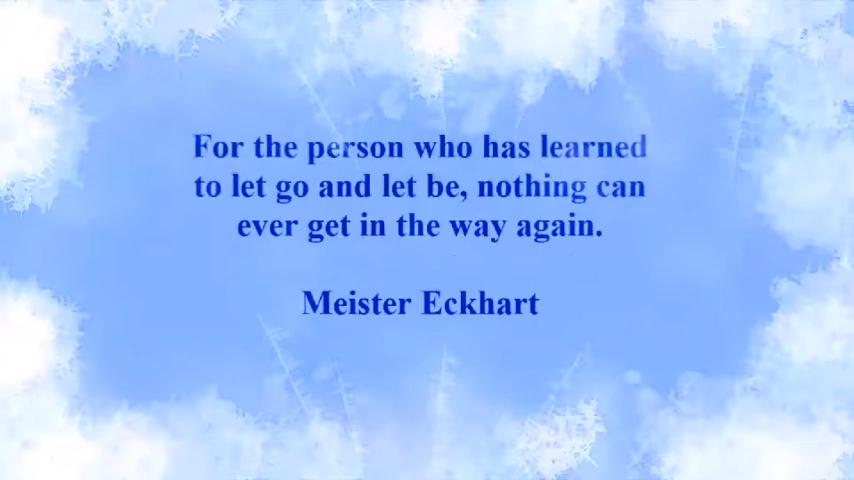 For the person who has learned
to let go and let be, nothing can
ever get in the way again.
Meister Eckhart